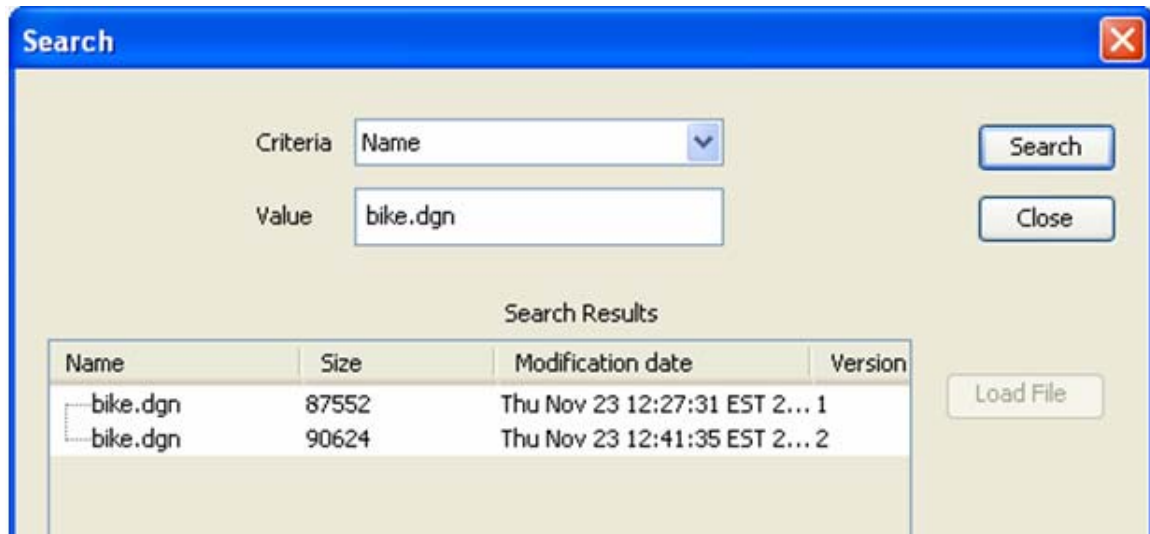 Search
Criteria Name Search
Value bike.dgn Close
Search Results
Name Size Modification date Version
Load File
bike.dgn 87552 Thu Nov 23 12:27:31 EST 2... 1
bike.dgn 90624 Thu Nov 23 12:41:35 EST 2... 2